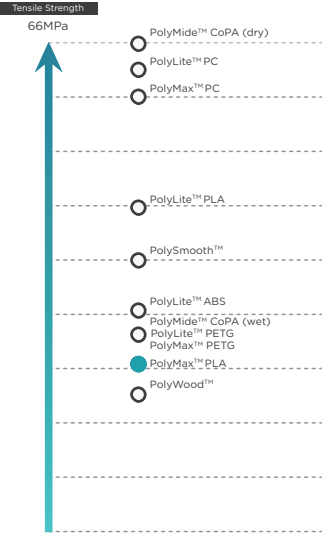 Tensile Strength
66MPa
PolyMide™ CoPA (dry)
PolyLite™ PC
PolyMax™ PC
PolyLite™ PLA
PolySmooth™
PolyLite™ ABS
PolyMide™ CoPA (wet)
PolyLite™ PETG
PolyMax™ PETG
PolyMax™ PLA
PolyWood™